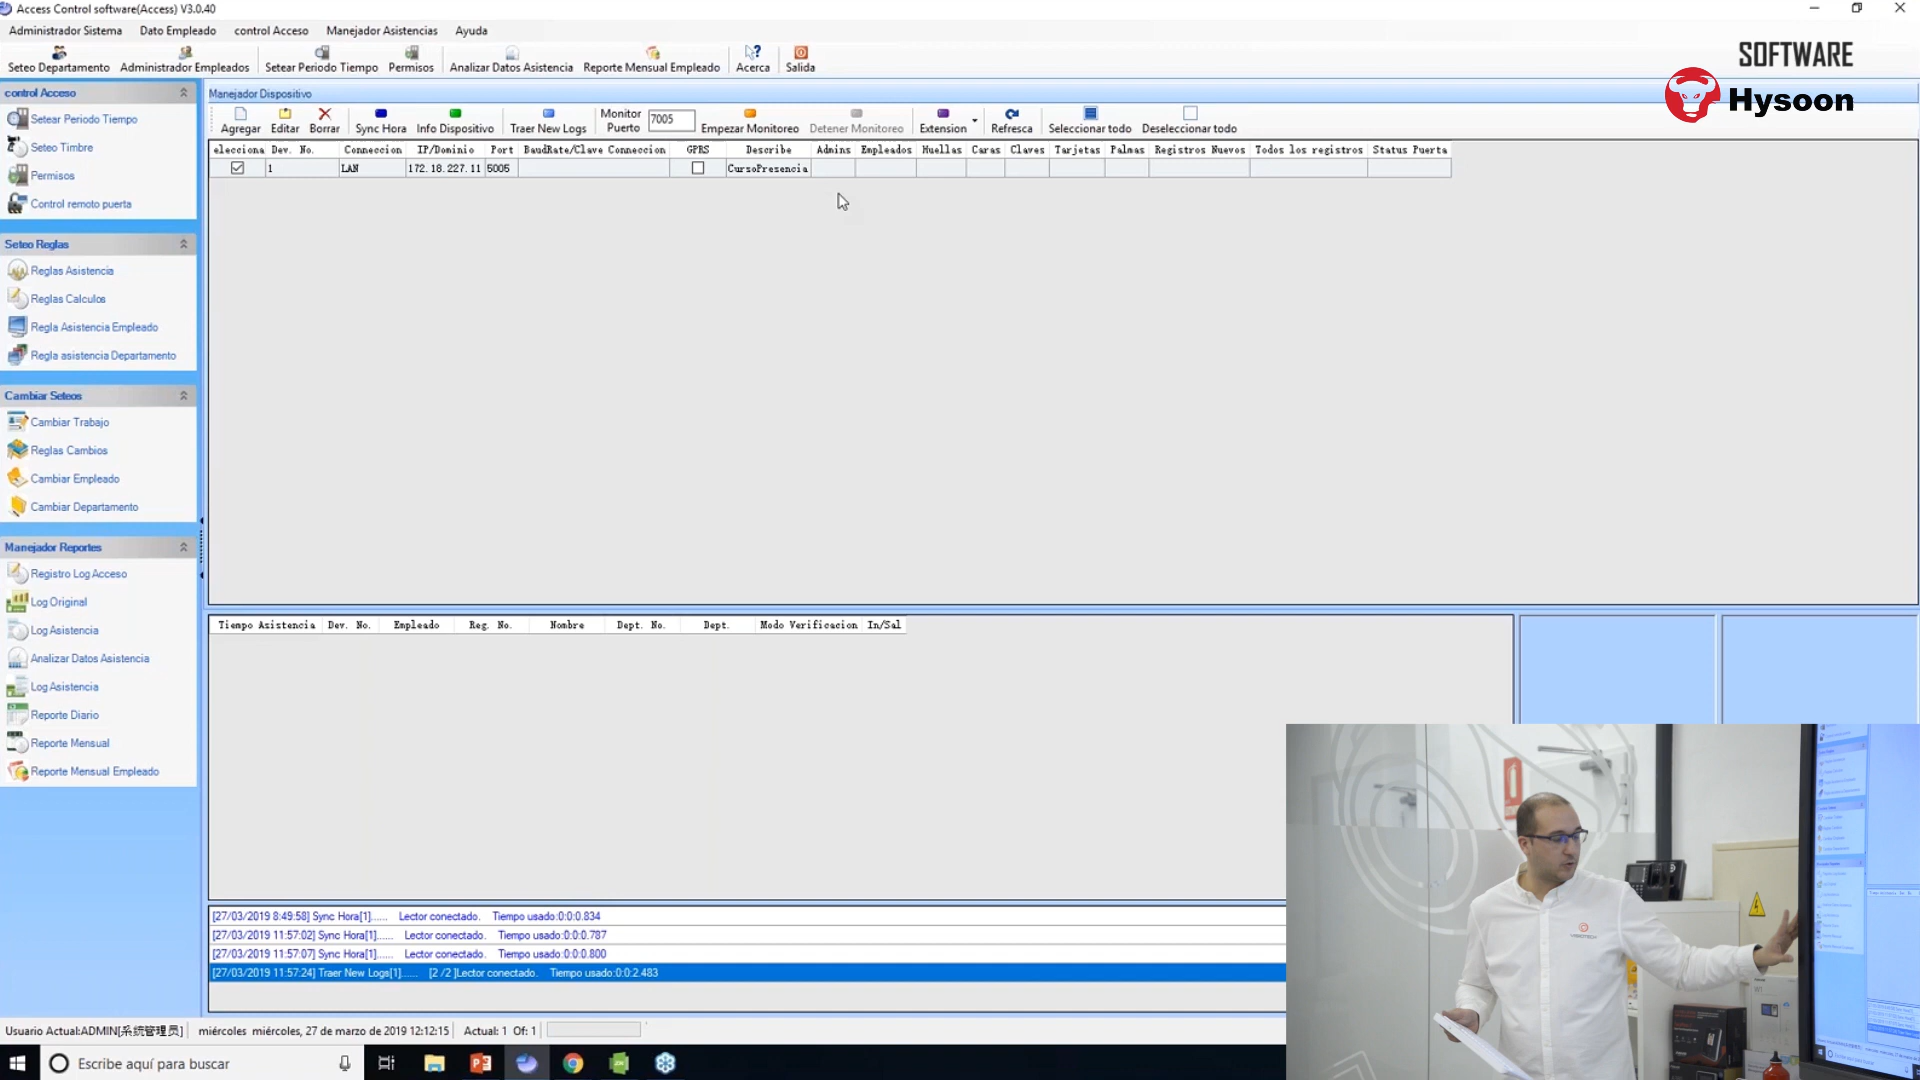 Access Control software(Access) V3.0.40
Administrador Sistema Dato Empleado control Acceso Manejador Asistencias Ayuda
Seteo Departamento Administrador Empleados Setear Periodo Tiempo Permisos Analizar Datos Asistencia Reporte Mensual Empleado Acerca Salida
SOFTWARE
Hysoon
control Acceso
Setear Periodo Tiempo
Seteo Timbre
Permisos
Control remoto puerta
Seteo Reglas
Reglas Asistencia
Reglas Calculos
Regla Asistencia Empleado
Regla asistencia Departamento
Cambiar Seteos
Cambiar Trabajo
Reglas Cambios
Cambiar Empleado
Cambiar Departamento
Manejador Reportes
Registro Log Acceso
Log Original
Log Asistencia
Analizar Datos Asistencia
Log Asistencia
Reporte Diario
Reporte Mensual
Reporte Mensual Empleado
Manejador Dispositivo
Agregar Editar Borrar Sync Hora Info Dispositivo Traer New Logs Monitor Puerto 7005 Empezar Monitoreo Detener Monitoreo Extension Refresca Seleccionar todo Deseleccionar todo
elecciona Dev. No. Conneccion IP/Dominio Port BaudRate/Clave Conneccion GPRS Describe Admins Empleados Huellas Caras Claves Tarjetas Palmas Registros Nuevos Todos los registros Status Puerta
1 LAN 172.18.227.11 5005 CursoPresencia
Tiempo Asistencia Dev. No. Empleado Reg. No. Nombre Dept. No. Dept. Modo Verificacion In/Sal
[27/03/2019 8:49:58] Sync Hora[1]...... Lector conectado. Tiempo usado:0:0:0.834
[27/03/2019 11:57:02] Sync Hora[1]...... Lector conectado. Tiempo usado:0:0:0.787
[27/03/2019 11:57:07] Sync Hora[1]...... Lector conectado. Tiempo usado:0:0:0.800
[27/03/2019 11:57:24] Traer New Logs[1]...... [2 /2 ]Lector conectado. Tiempo usado:0:0:2.483
Usuario Actual:ADMIN[系统管理员] miércoles miércoles, 27 de marzo de 2019 12:12:15 Actual: 1 Of: 1
Escribe aquí para buscar